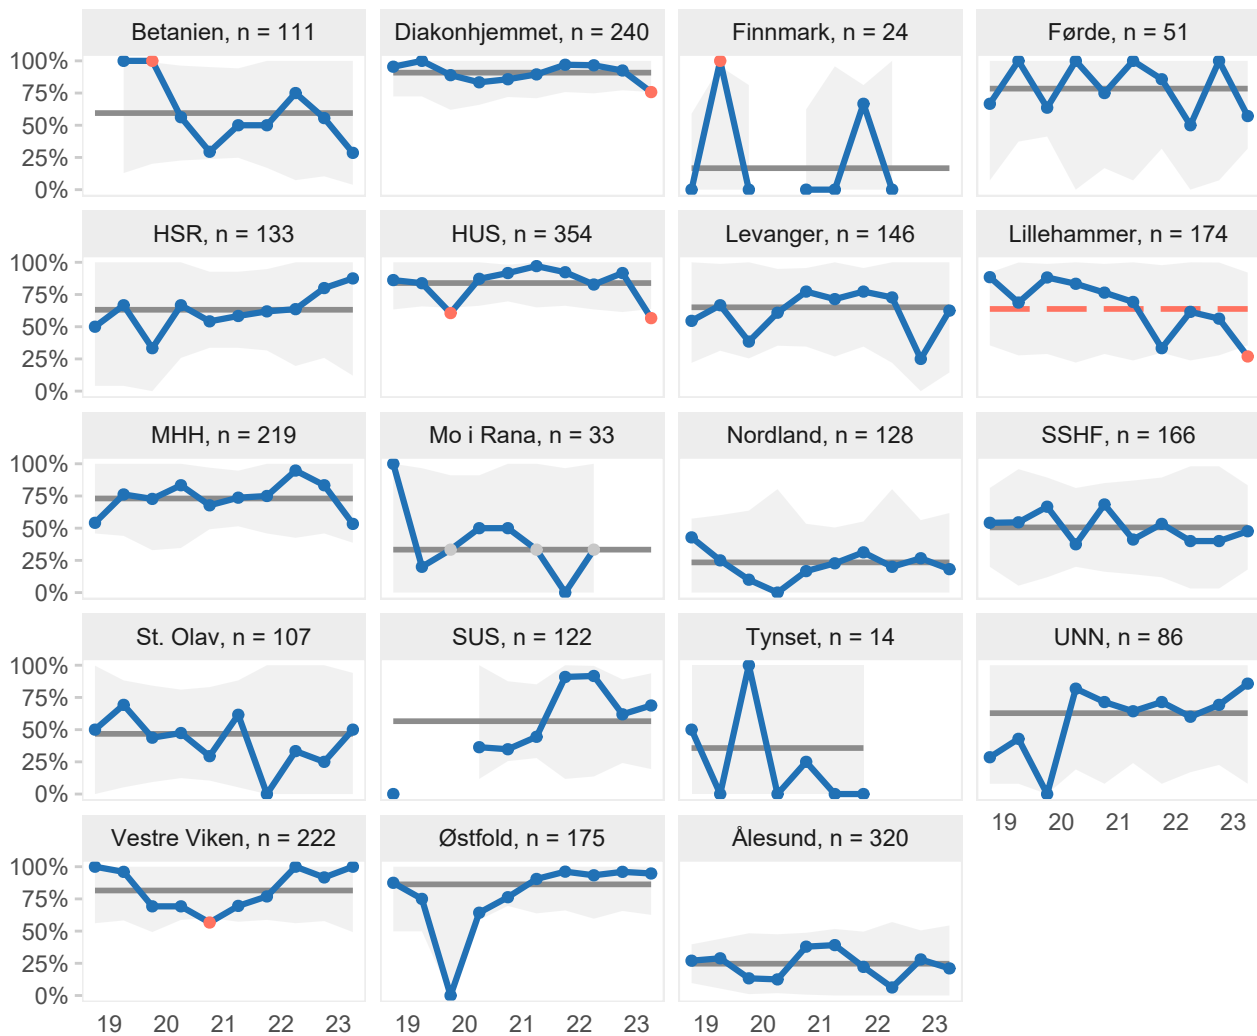 Betanien, n = 111
Diakonhjemmet, n = 240
Finnmark, n = 24
Førde, n = 51
100%
75%
50%
25%
0%
HSR, n = 133
HUS, n = 354
Levanger, n = 146
Lillehammer, n = 174
100%
75%
50%
25%
0%
MHH, n = 219
Mo i Rana, n = 33
Nordland, n = 128
SSHF, n = 166
100%
75%
50%
25%
0%
St. Olav, n = 107
SUS, n = 122
Tynset, n = 14
UNN, n = 86
100%
75%
50%
25%
0%
19 20 21 22 23
Vestre Viken, n = 222
Østfold, n = 175
Ålesund, n = 320
100%
75%
50%
25%
0%
19 20 21 22 23
19 20 21 22 23
19 20 21 22 23